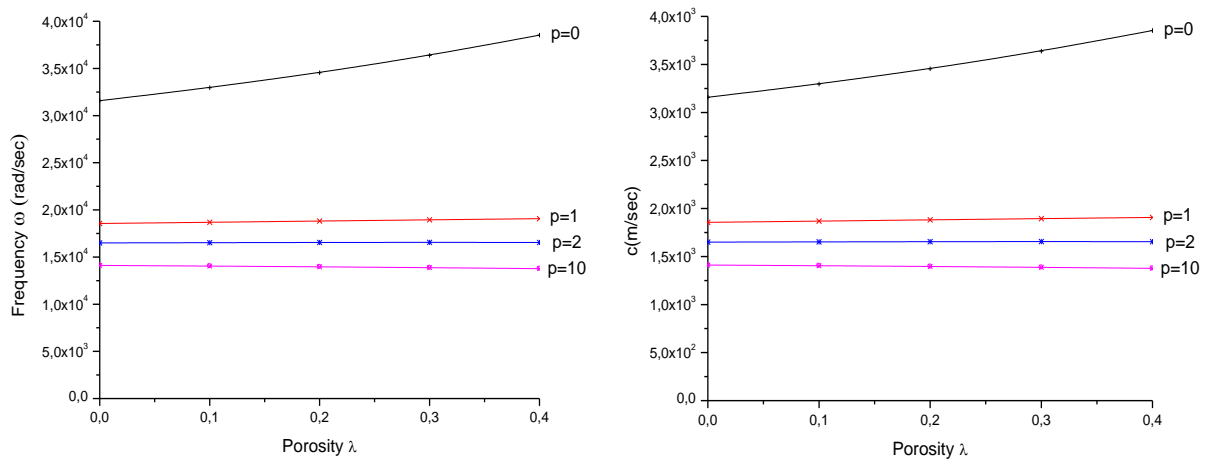 4,0x10⁴
3,5x10⁴
3,0x10⁴
2,5x10⁴
2,0x10⁴
1,5x10⁴
1,0x10⁴
5,0x10³
0,0
Frequency ω (rad/sec)
p=0
p=1
p=2
p=10
0,0 0,1 0,2 0,3 0,4
Porosity λ
4,0x10³
3,5x10³
3,0x10³
2,5x10³
2,0x10³
1,5x10³
1,0x10³
5,0x10²
0,0
c(m/sec)
p=0
p=1
p=2
p=10
0,0 0,1 0,2 0,3 0,4
Porosity λ